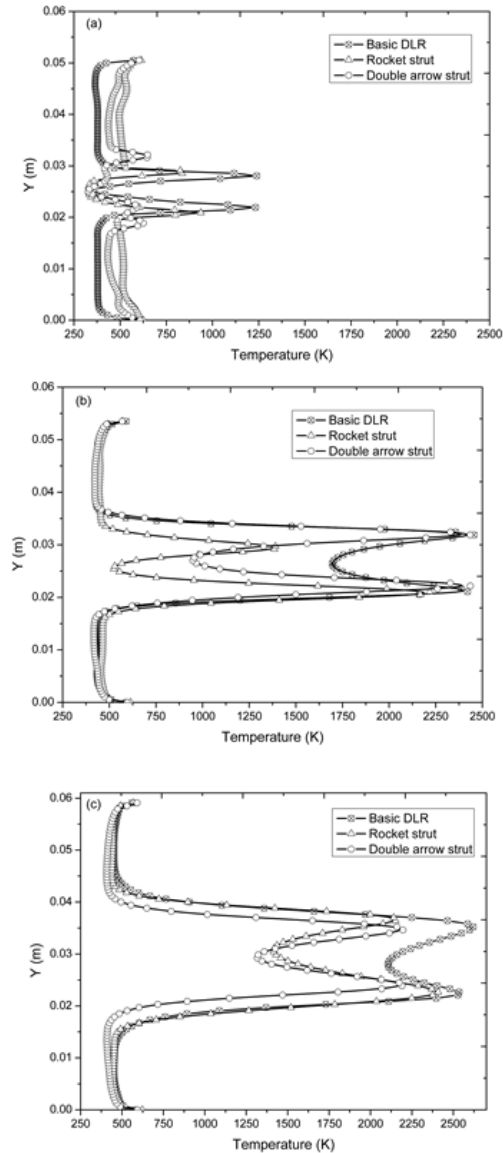 (a)
Basic DLR
Rocket strut
Double arrow strut
0.06
0.05
0.04
0.03
0.02
0.01
0.00
Y (m)
250 500 750 1000 1250 1500 1750 2000 2250 2500
Temperature (K)
(b)
Basic DLR
Rocket strut
Double arrow strut
0.06
0.05
0.04
0.03
0.02
0.01
0.00
Y (m)
250 500 750 1000 1250 1500 1750 2000 2250 2500
Temperature (K)
(c)
Basic DLR
Rocket strut
Double arrow strut
0.06
0.05
0.04
0.03
0.02
0.01
0.00
Y (m)
250 500 750 1000 1250 1500 1750 2000 2250 2500
Temperature (K)